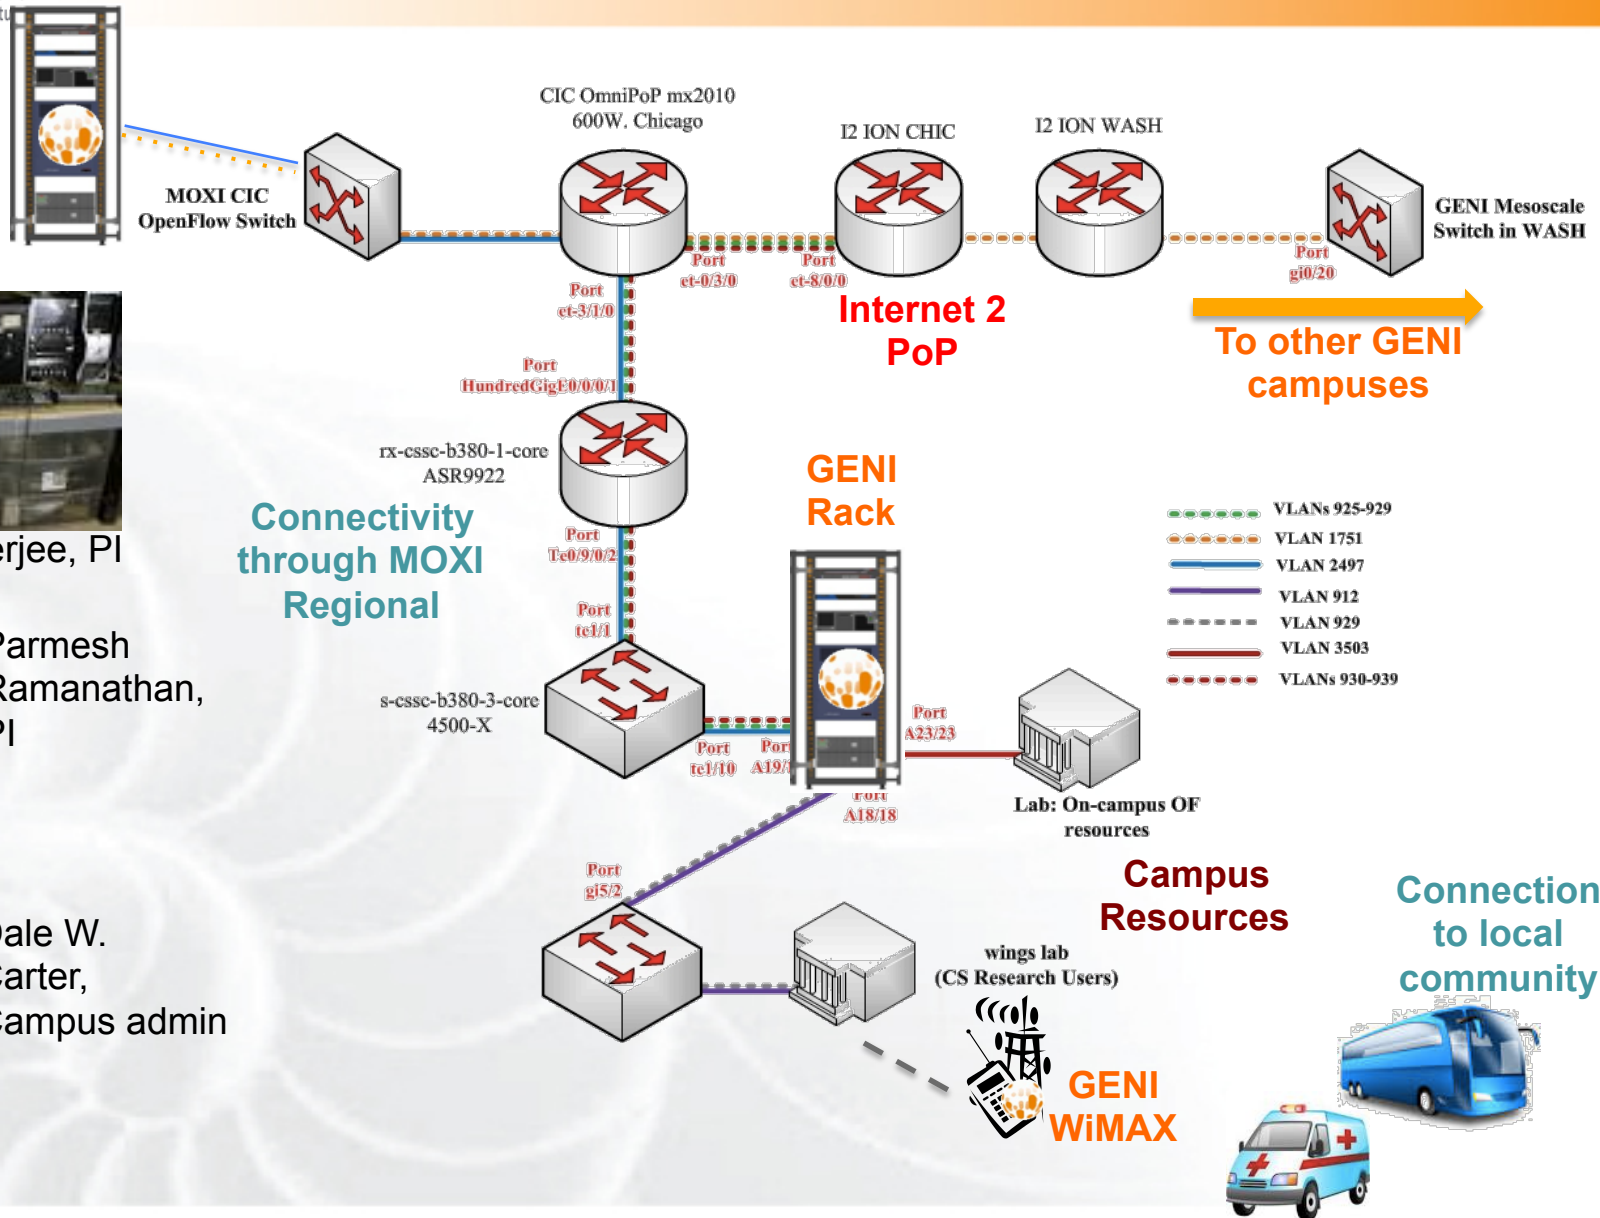 CIC OmniPoP mx2010
600W. Chicago
I2 ION CHIC
I2 ION WASH
MOXI CIC
OpenFlow Switch
GENI Mesoscale
Switch in WASH
Port
et-0/3/0
Port
et-8/0/0
Port
gi0/20
Port
et-3/1/0
Internet 2
PoP
To other GENI
campuses
Port
HundredGigE0/0/0/1
rx-cssc-b380-1-core
ASR9922
GENI
Rack
Connectivity
through MOXI
Regional
Port
Te0/9/0/2
Port
te1/1
VLANs 925-929
VLAN 1751
VLAN 2497
VLAN 912
VLAN 929
VLAN 3503
VLANs 930-939
erjee, PI
Parmesh
Ramanathan,
PI
s-cssc-b380-3-core
4500-X
Port
te1/10
Port
A23/23
Port
A18/18
Lab: On-campus OF
resources
Port
gi5/2
Campus
Resources
Connection
to local
community
Dale W.
Carter,
Campus admin
wings lab
(CS Research Users)
GENI
WiMAX